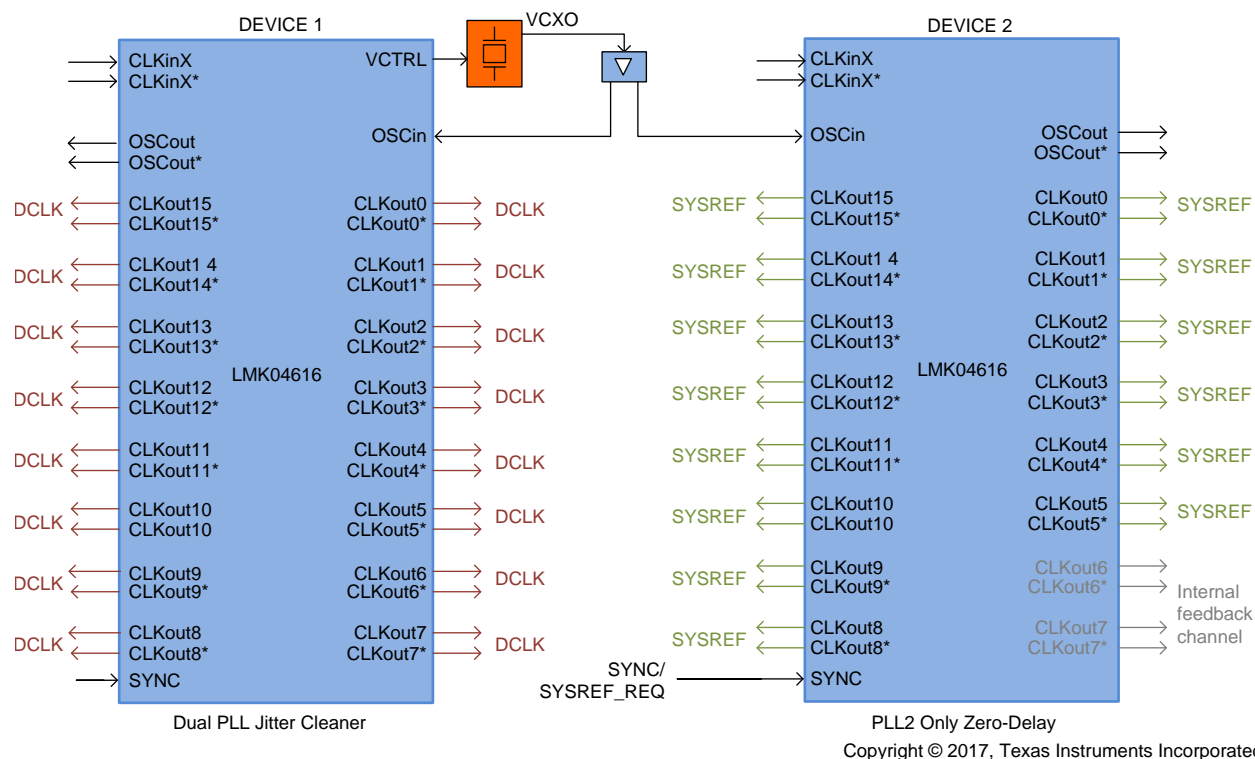 DEVICE 1
VCXO
DEVICE 2
CLKinX
CLKinX*
VCTRL
OSCin
OSCout
OSCout*
DCLK
CLKout15
CLKout15*
CLKout0
CLKout0*
DCLK
DCLK
CLKout1 4
CLKout14*
CLKout1
CLKout1*
DCLK
DCLK
CLKout13
CLKout13*
CLKout2
CLKout2*
DCLK
LMK04616
DCLK
CLKout12
CLKout12*
CLKout3
CLKout3*
DCLK
DCLK
CLKout11
CLKout11*
CLKout4
CLKout4*
DCLK
DCLK
CLKout10
CLKout10
CLKout5
CLKout5*
DCLK
DCLK
CLKout9
CLKout9*
CLKout6
CLKout6*
DCLK
DCLK
CLKout8
CLKout8*
CLKout7
CLKout7*
DCLK
SYNC
Dual PLL Jitter Cleaner
CLKinX
CLKinX*
OSCin
OSCout
OSCout*
SYSREF
CLKout15
CLKout15*
CLKout0
CLKout0*
SYSREF
SYSREF
CLKout1 4
CLKout14*
CLKout1
CLKout1*
SYSREF
SYSREF
CLKout13
CLKout13*
CLKout2
CLKout2*
SYSREF
LMK04616
SYSREF
CLKout12
CLKout12*
CLKout3
CLKout3*
SYSREF
SYSREF
CLKout11
CLKout11*
CLKout4
CLKout4*
SYSREF
SYSREF
CLKout10
CLKout10
CLKout5
CLKout5*
SYSREF
SYSREF
CLKout9
CLKout9*
CLKout6
CLKout6*
SYSREF
CLKout8
CLKout8*
CLKout7
CLKout7*
Internal
feedback
channel
SYNC/
SYSREF_REQ
SYNC
PLL2 Only Zero-Delay
Copyright © 2017, Texas Instruments Incorporated